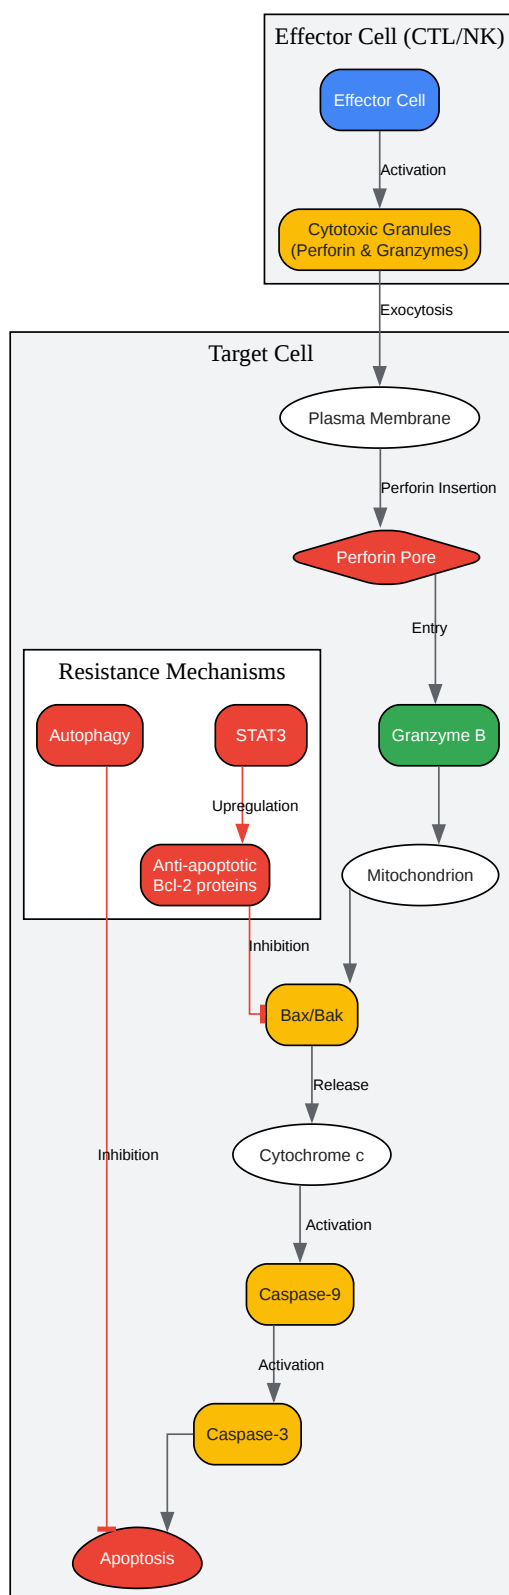 Effector Cell (CTL/NK)
Effector Cell
Activation
Cytotoxic Granules
(Perforin & Granzymes)
Exocytosis
Target Cell
Plasma Membrane
Perforin Insertion
Perforin Pore
Entry
Resistance Mechanisms
Autophagy
STAT3
Granzyme B
Upregulation
Anti-apoptotic
Bcl-2 proteins
Mitochondrion
Inhibition
Bax/Bak
Release
Cytochrome c
Inhibition
Activation
Caspase-9
Activation
Caspase-3
Apoptosis